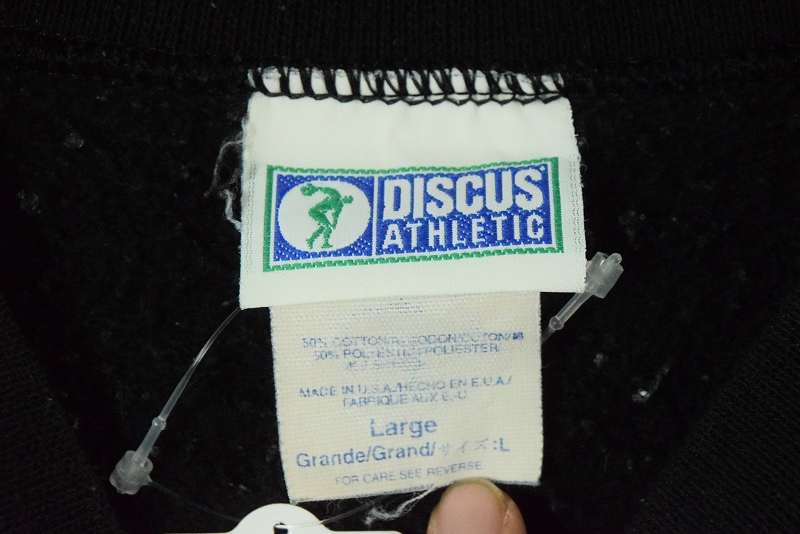 DISCUS
ATHLETIC
50% COTTON/ALGODON/COTON/綿
50% POLYESTER/POLIESTER/
MADE IN U.S.A./HECHO EN E.U.A./
FABRIQUE AUX E.-U.
Large
Grande/Grand/サイズ:L
FOR CARE SEE REVERSE